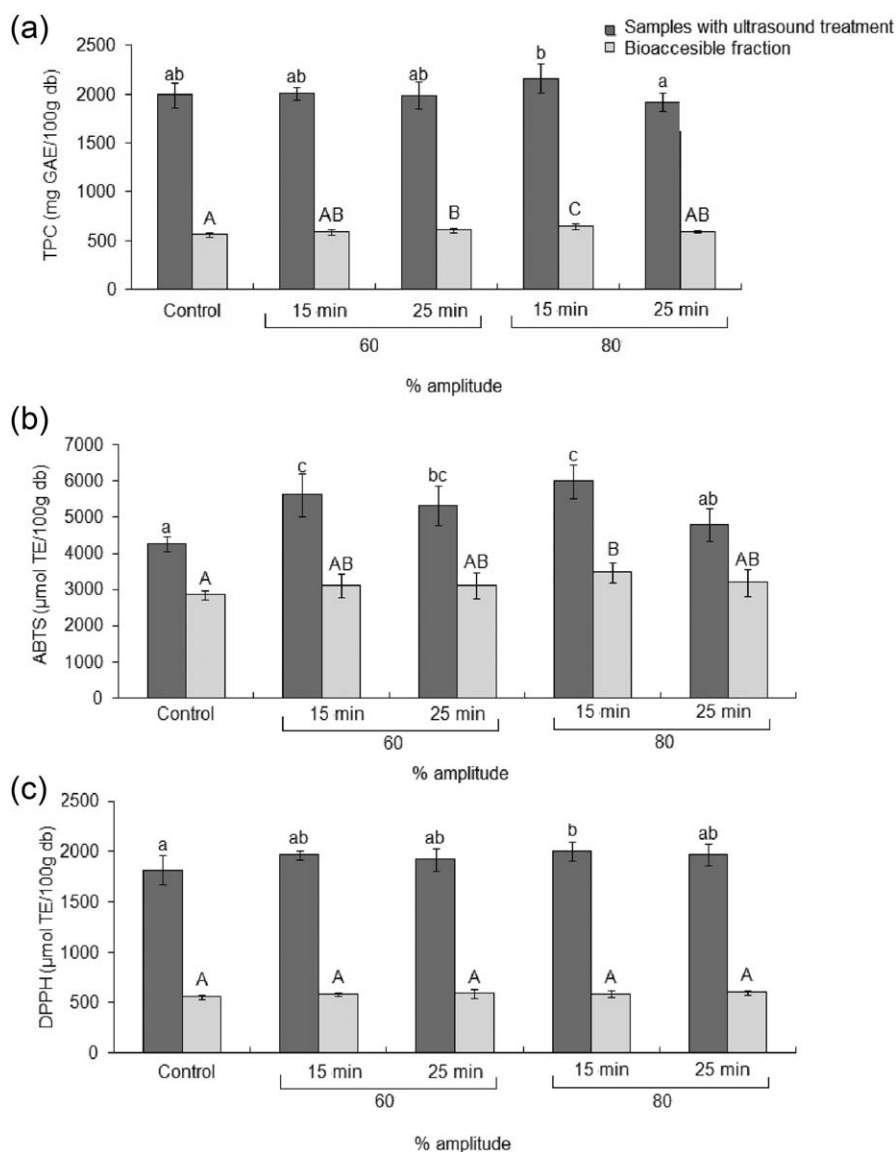 (a)
Samples with ultrasound treatment
Bioaccesible fraction
TPC (mg GAE/100g db)
2500
2000
1500
1000
500
0
ab
ab
ab
b
a
A
AB
B
C
AB
Control
15 min
25 min
15 min
25 min
60
80
% amplitude
(b)
ABTS (µmol TE/100g db)
7000
6000
5000
4000
3000
2000
1000
0
a
c
bc
c
ab
A
AB
AB
B
AB
Control
15 min
25 min
15 min
25 min
60
80
% amplitude
(c)
DPPH (µmol TE/100g db)
2500
2000
1500
1000
500
0
a
ab
ab
b
ab
A
A
A
A
A
Control
15 min
25 min
15 min
25 min
60
80
% amplitude